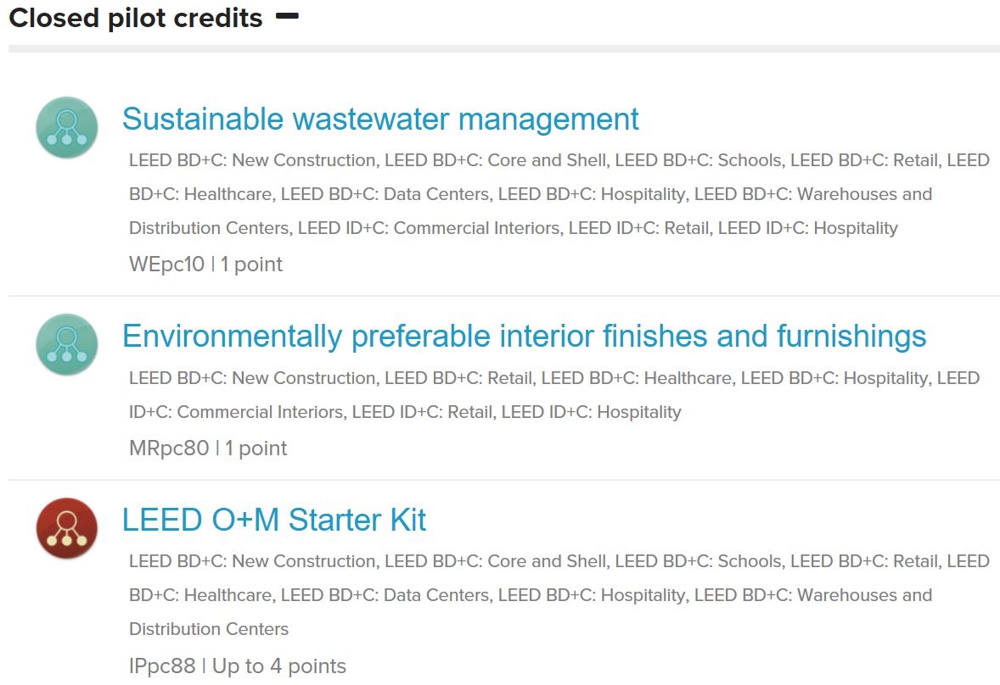 Closed pilot credits
Sustainable wastewater management
LEED BD+C: New Construction, LEED BD+C: Core and Shell, LEED BD+C: Schools, LEED BD+C: Retail, LEED
BD+C: Healthcare, LEED BD+C: Data Centers, LEED BD+C: Hospitality, LEED BD+C: Warehouses and
Distribution Centers, LEED ID+C: Commercial Interiors, LEED ID+C: Retail, LEED ID+C: Hospitality
WEpc10 | 1 point
Environmentally preferable interior finishes and furnishings
LEED BD+C: New Construction, LEED BD+C: Retail, LEED BD+C: Healthcare, LEED BD+C: Hospitality, LEED
ID+C: Commercial Interiors, LEED ID+C: Retail, LEED ID+C: Hospitality
MRpc80 | 1 point
LEED O+M Starter Kit
LEED BD+C: New Construction, LEED BD+C: Core and Shell, LEED BD+C: Schools, LEED BD+C: Retail, LEED
BD+C: Healthcare, LEED BD+C: Data Centers, LEED BD+C: Hospitality, LEED BD+C: Warehouses and
Distribution Centers
IPpc88 | Up to 4 points